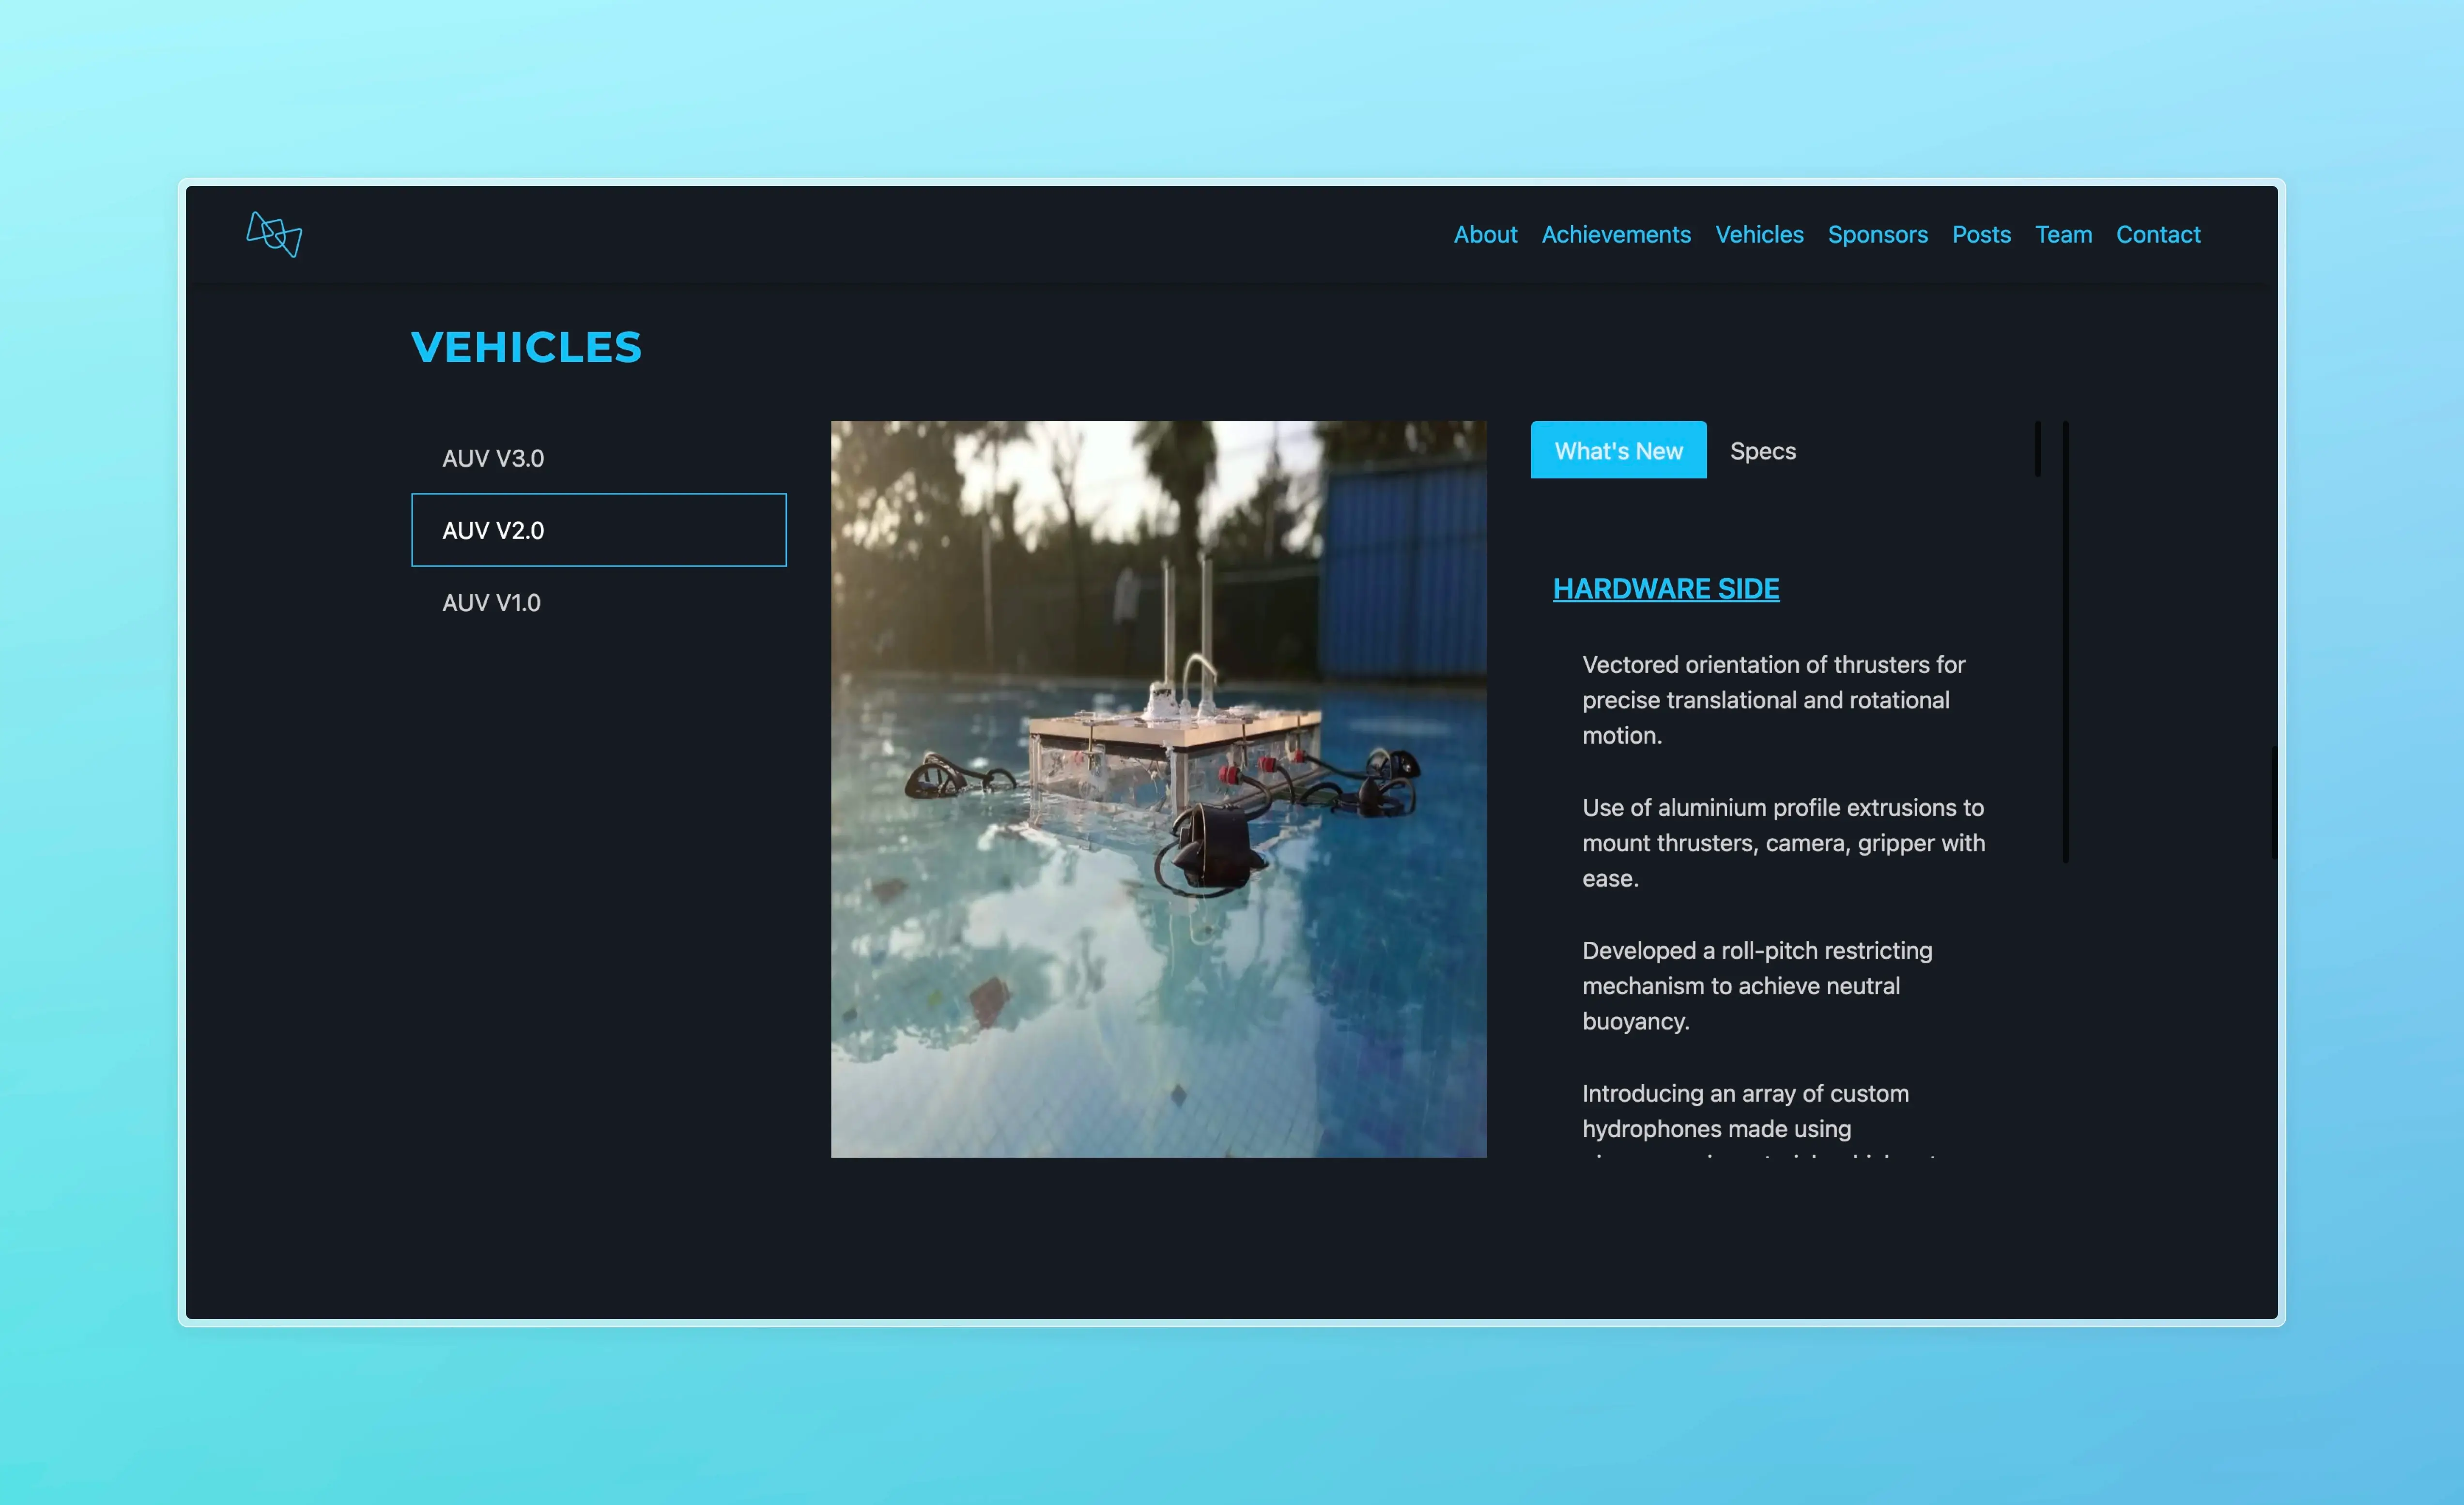 About Achievements Vehicles Sponsors Posts Team Contact
VEHICLES
AUV V3.0
AUV V2.0
AUV V1.0
What's New Specs
HARDWARE SIDE
Vectored orientation of thrusters for
precise translational and rotational
motion.
Use of aluminium profile extrusions to
mount thrusters, camera, gripper with
ease.
Developed a roll-pitch restricting
mechanism to achieve neutral
buoyancy.
Introducing an array of custom
hydrophones made using